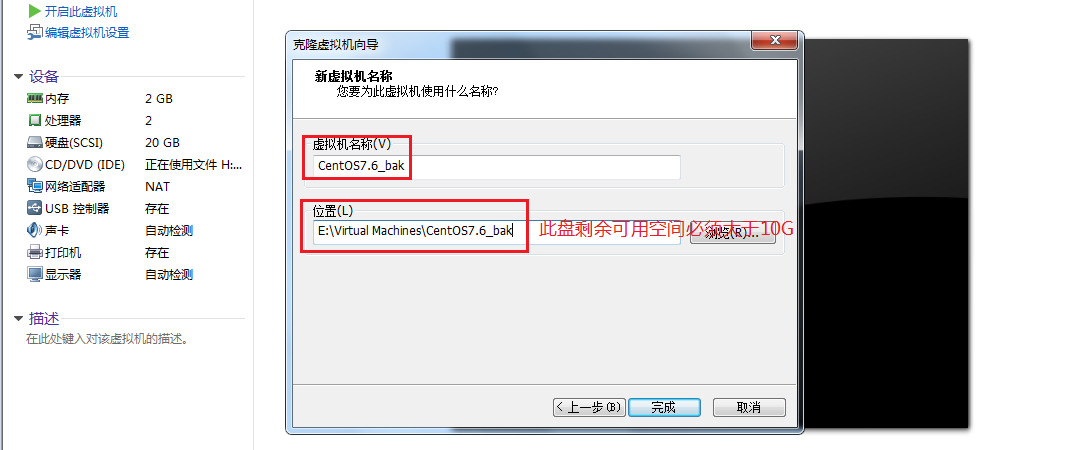 开启此虚拟机
编辑虚拟机设置
设备
内存 2 GB
处理器 2
硬盘(SCSI) 20 GB
CD/DVD (IDE) 正在使用文件 H:...
网络适配器 NAT
USB 控制器 存在
声卡 自动检测
打印机 存在
显示器 自动检测
描述
在此处键入对该虚拟机的描述。
克隆虚拟机向导
新虚拟机名称
您要为此虚拟机使用什么名称?
虚拟机名称(V)
CentOS7.6_bak
位置(L)
E:\Virtual Machines\CentOS7.6_bak
此盘剩余可用空间必须大于10G
浏览(R)...
< 上一步(B)
完成
取消